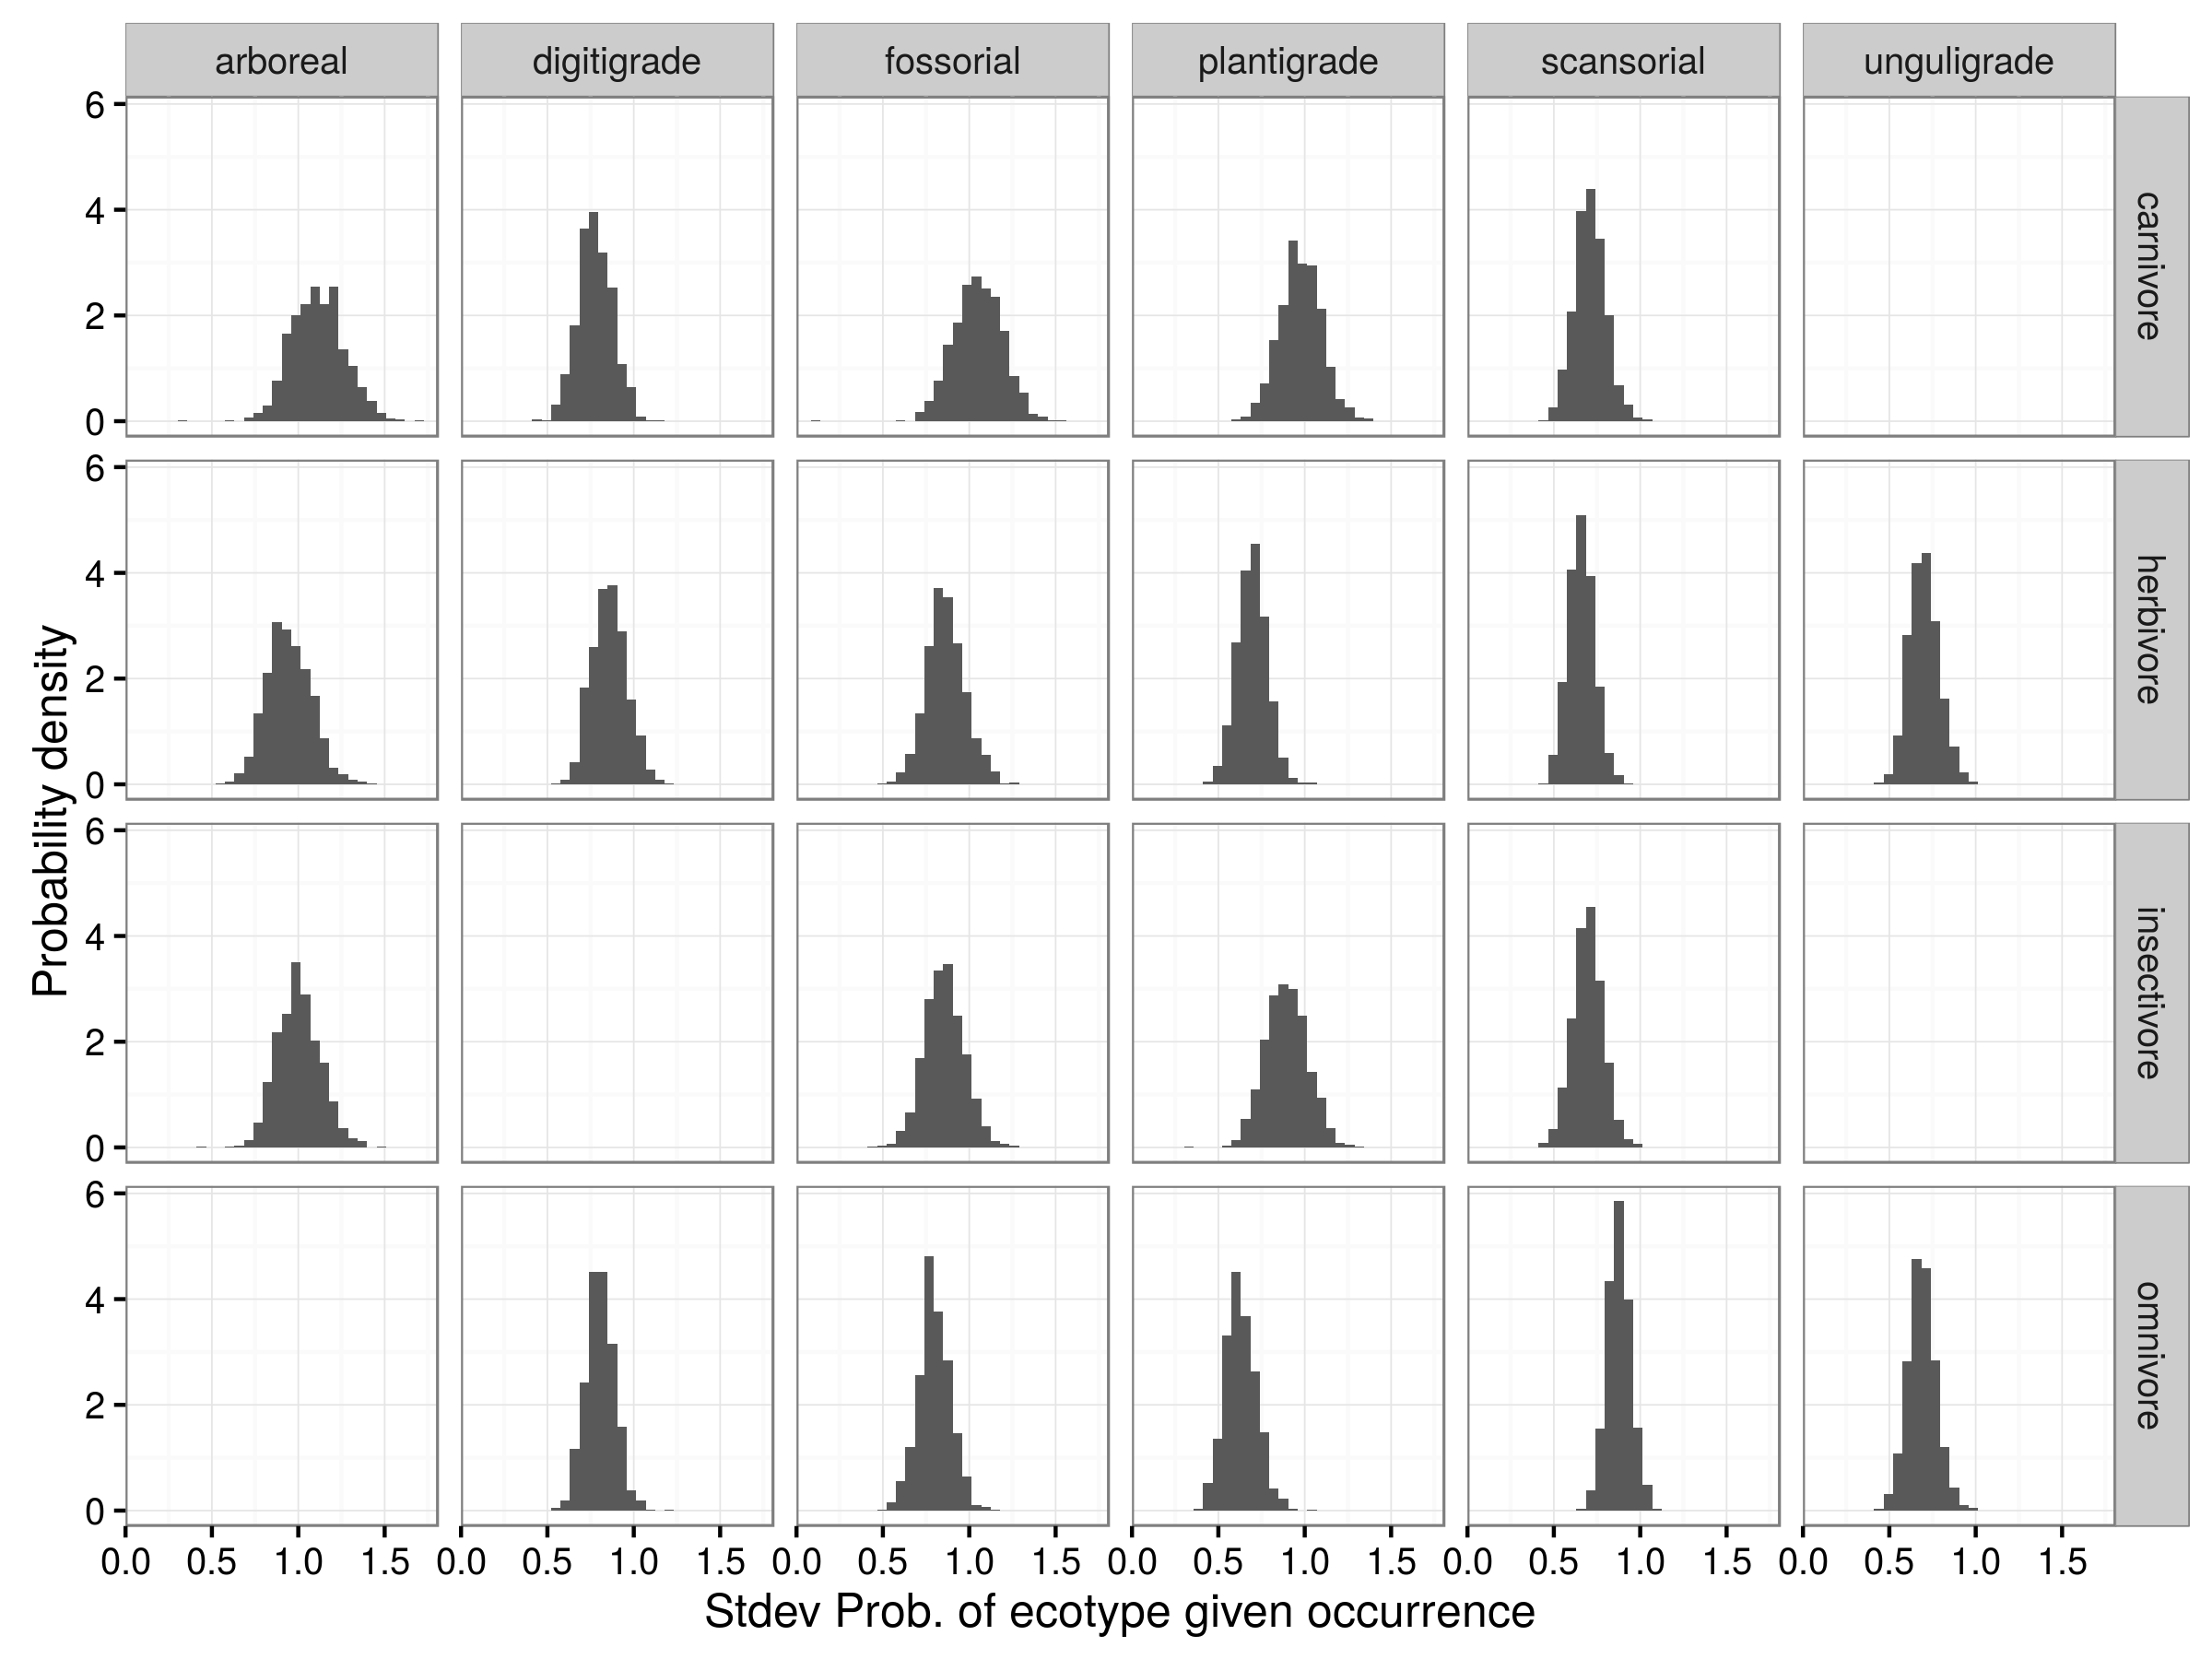 arboreal digitigrade fossorial plantigrade scansorial unguligrade
6
4
2
0
carnivore
6
4
2
0
herbivore
Probability density
6
4
2
0
insectivore
6
4
2
0
omnivore
0.0 0.5 1.0 1.5 0.0 0.5 1.0 1.5 0.0 0.5 1.0 1.5 0.0 0.5 1.0 1.5 0.0 0.5 1.0 1.5 0.0 0.5 1.0 1.5
Stdev Prob. of ecotype given occurrence